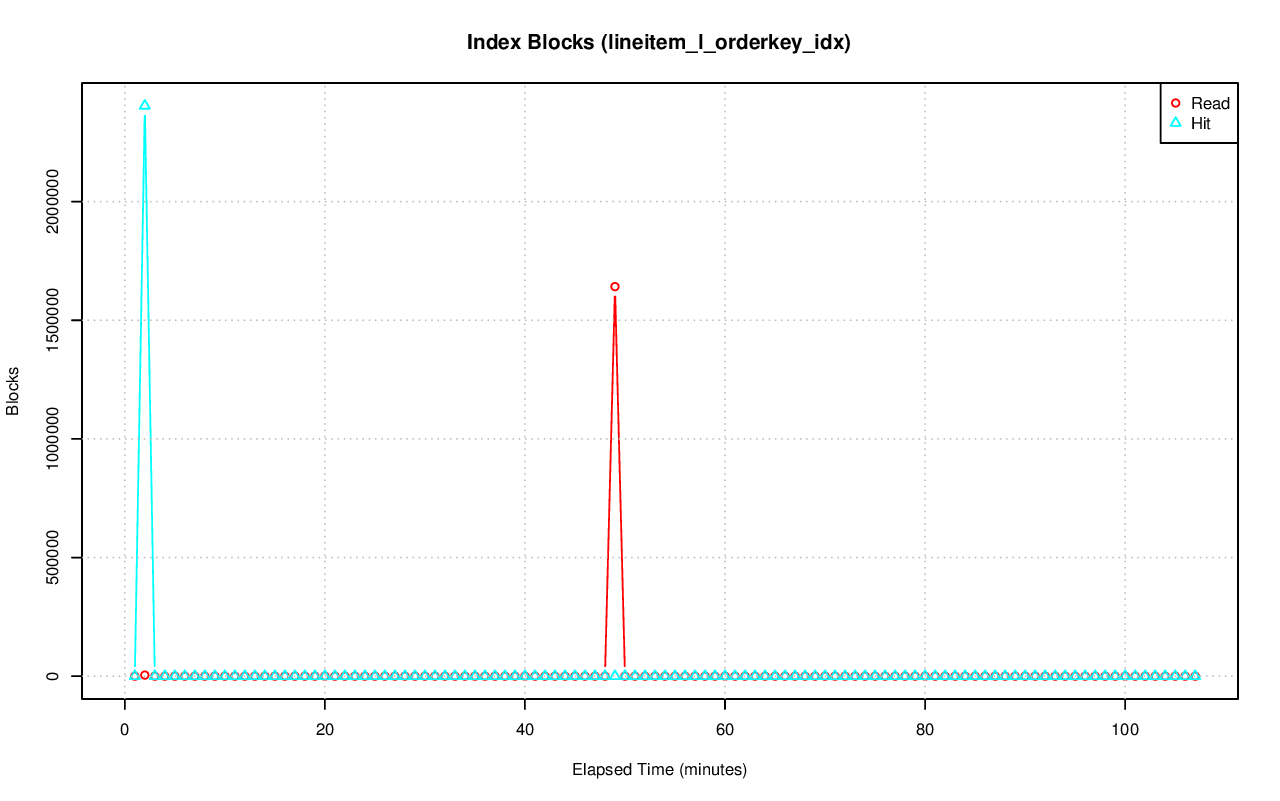 Index Blocks (lineitem_l_orderkey_idx)
Read
Hit
2000000
1500000
1000000
500000
0
Blocks
0 20 40 60 80 100
Elapsed Time (minutes)